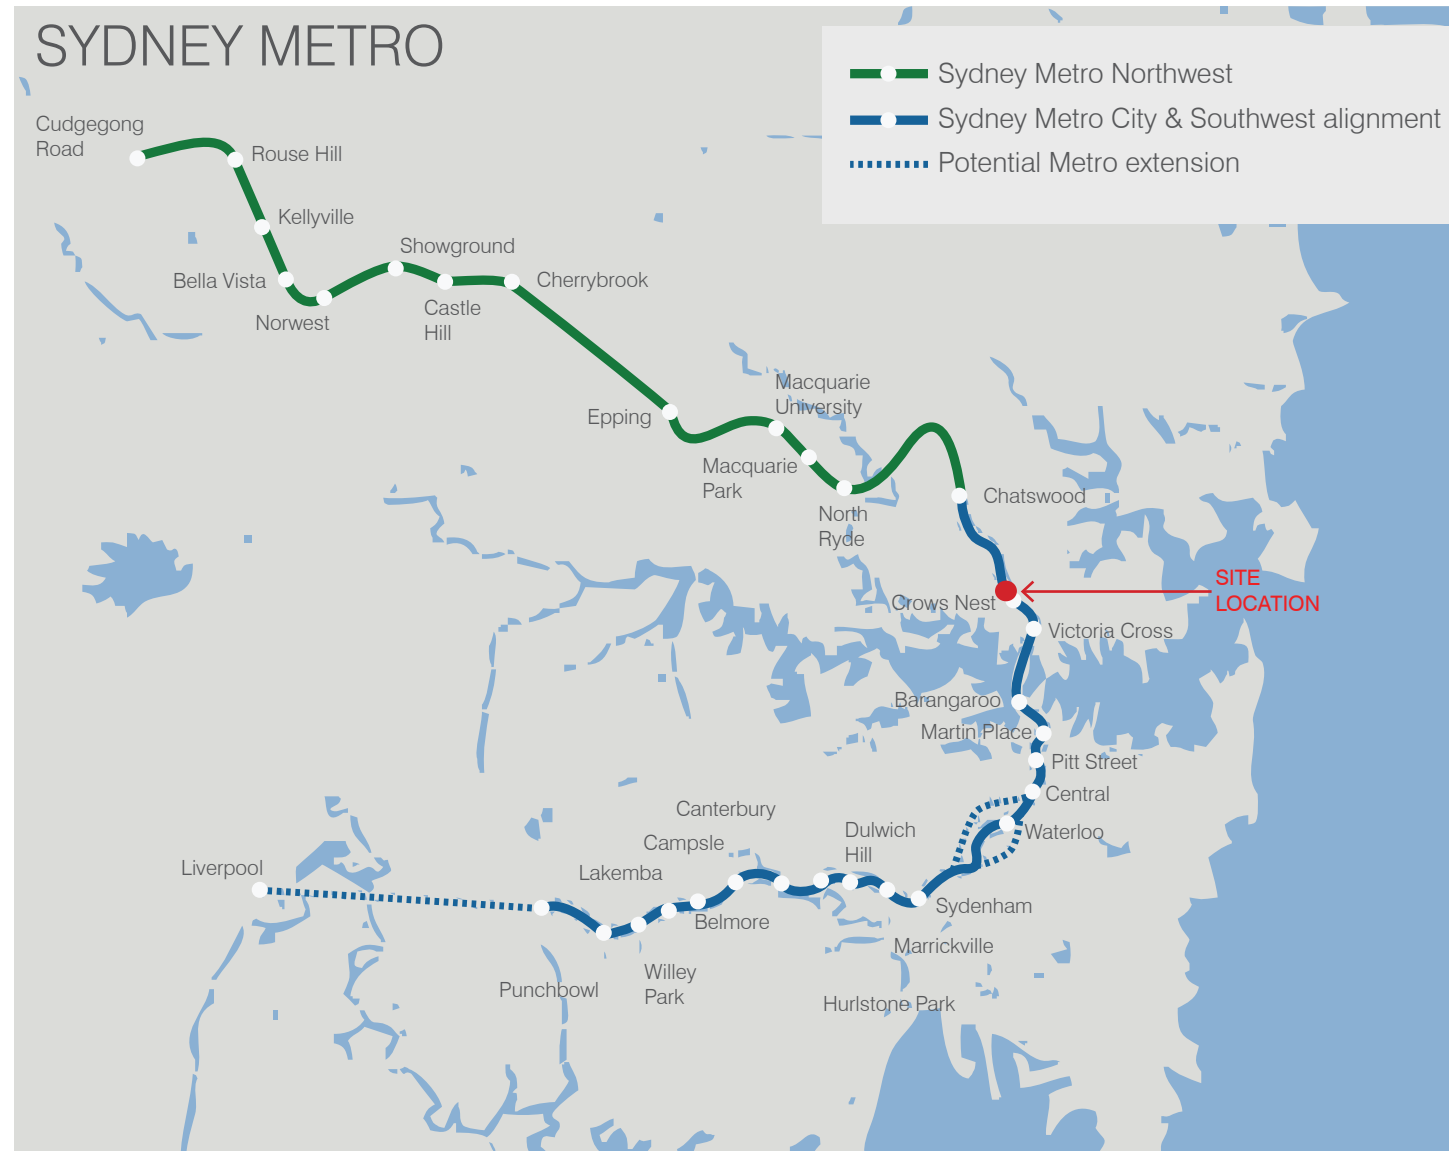 SYDNEY METRO
Sydney Metro Northwest
Sydney Metro City & Southwest alignment
Potential Metro extension
Cudgegong
Road
Rouse Hill
Kellyville
Showground
Bella Vista
Cherrybrook
Norwest
Castle
Hill
Macquarie
University
Epping
Macquarie
Park
Chatswood
North
Ryde
SITE
LOCATION
Crows Nest
Victoria Cross
Barangaroo
Martin Place
Pitt Street
Central
Canterbury
Waterloo
Dulwich
Hill
Campsle
Liverpool
Lakemba
Sydenham
Belmore
Marrickville
Willey
Park
Punchbowl
Hurlstone Park